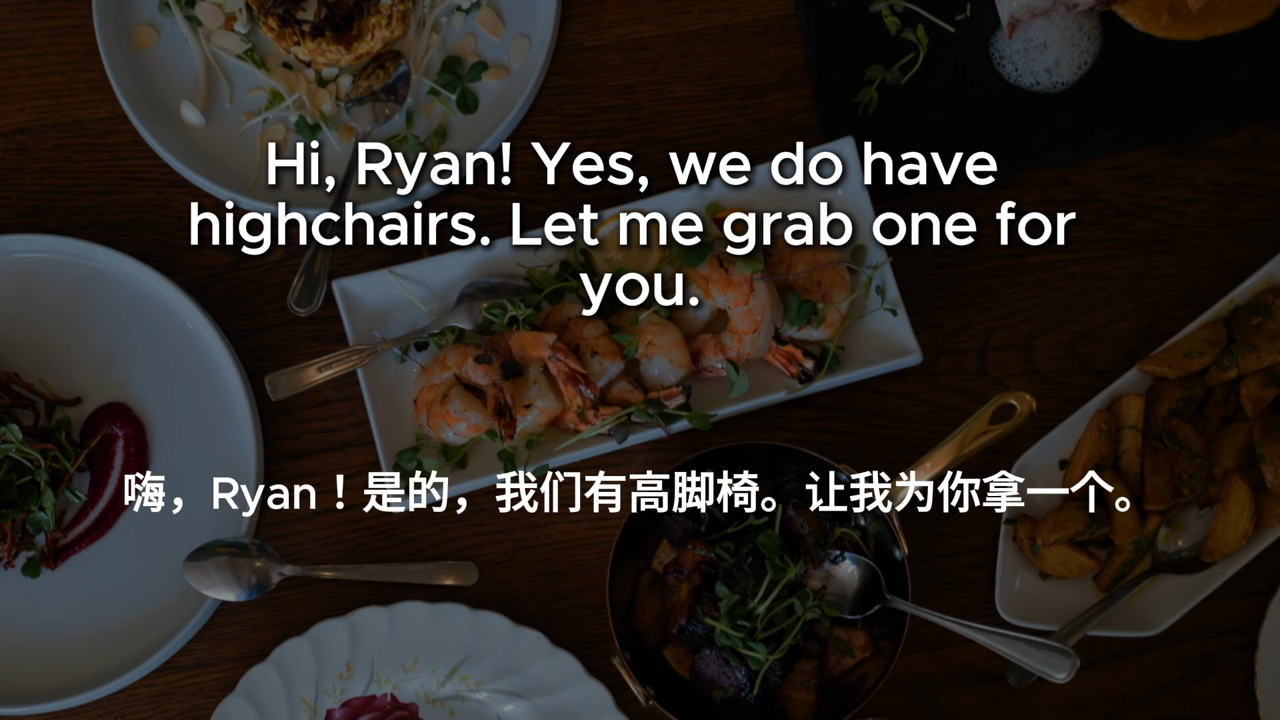 Hi, Ryan! Yes, we do have
highchairs. Let me grab one for
you.
嗨，Ryan！是的，我们有高脚椅。让我为你拿一个。